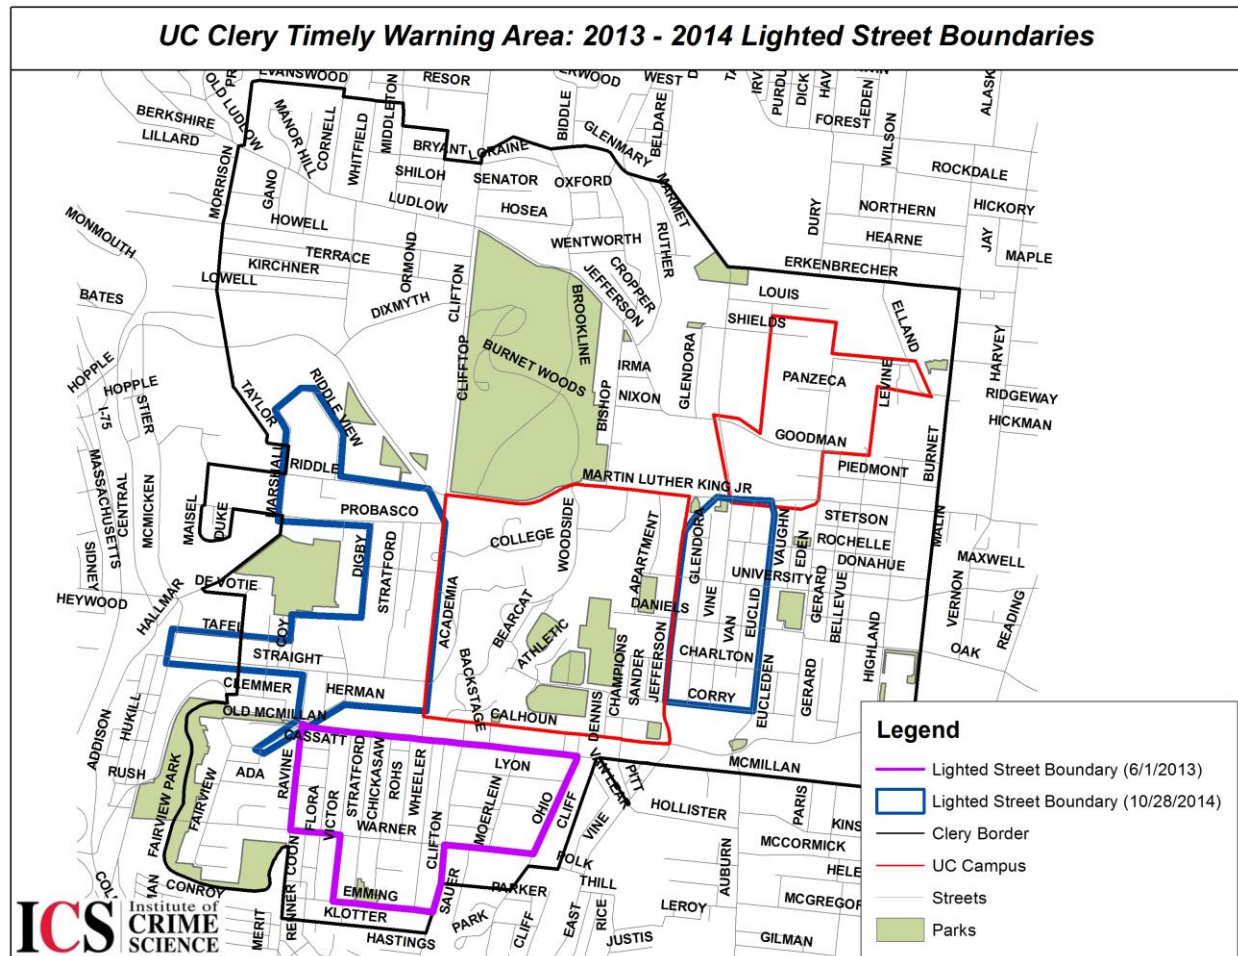 UC Clery Timely Warning Area: 2013 - 2014 Lighted Street Boundaries
EVANSWOOD
RESOR
WEST
BERKSHIRE
LILLARD
OLD LUDLOW
MANOR HILL
CORNELL
WHITFIELD
MIDDLETON
BRYANT
LORAINE
BIDDLE
GLENMARY
BELDARE
FOREST
EDEN
WILSON
ROCKDALE
MORRISON
GANO
SHILOH
SENATOR
OXFORD
MARMET
LUDLOW
HOSEA
HOWELL
NORTHERN
HICKORY
DURY
HEARNE
JAY
MAPLE
MONMOUTH
TERRACE
ORMOND
WENTWORTH
RUTHER
KIRCHNER
LOWELL
CLIFTON
CROPPER
JEFFERSON
ERKENBRECHER
BATES
DIXMYTH
BROOKLINE
LOUIS
SHIELDS
ELLAND
HARVEY
HOPPLE
HOPPLE
STIER
I-75
CLIFFTOP
BURNET WOODS
BISHOP
IRMA
NIXON
GLENDORA
PANZECA
LEVINE
RIDGEWAY
HICKMAN
TAYLOR
RIDDLE VIEW
GOODMAN
PIEDMONT
BURNET
MASSACHUSETTS
CENTRAL
MCMICKEN
MARSHALL
RIDDLE
MARTIN LUTHER KING JR
MAISEL
DUKE
PROBASCO
WOODSIDE
COLLEGE
APARTMENT
GLENDORA
VAUGHN
EDEN
STETSON
ROCHELLE
DONAHUE
MALIN
MAXWELL
SIDNEY
HEYWOOD
HALLMAR
DE VOTIE
DIGBY
STRATFORD
ACADEMIA
BEARCAT
ATHLETIC
DANIELS
UNIVERSITY
VINE
VAN
EUCLID
GERARD
BELLEVUE
VERNON
READING
TAFEL
COY
STRAIGHT
CHARLTON
HIGHLAND
OAK
CLEMMER
HERMAN
BACKSTAGE
CHAMPIONS
SANDER
JEFFERSON
CORRY
EUCLEDEN
GERARD
OLD MCMILLAN
CALHOUN
DENNIS
ADDISON
HUKILL
CASSATT
MCMILLAN
RUSH
FAIRVIEW PARK
FAIRVIEW
ADA
RAVINE
FLORA
VICTOR
STRATFORD
CHICKASAW
ROHS
WHEELER
LYON
VAN LEAR
PITT
HOLLISTER
PARIS
WARNER
CLIFTON
MOERLEIN
OHIO
CLIFF
VINE
MCCORMICK
COON
POLK
AUBURN
CONROY
EMMING
SAUER
PARKER
THILL
RENNER
KLOTTER
PARK
CLIFF
EAST
RICE
LEROY
MERIT
HASTINGS
JUSTIS
GILMAN
Legend
Lighted Street Boundary (6/1/2013)
Lighted Street Boundary (10/28/2014)
Clery Border
UC Campus
Streets
Parks
ICS
Institute of
CRIME
SCIENCE